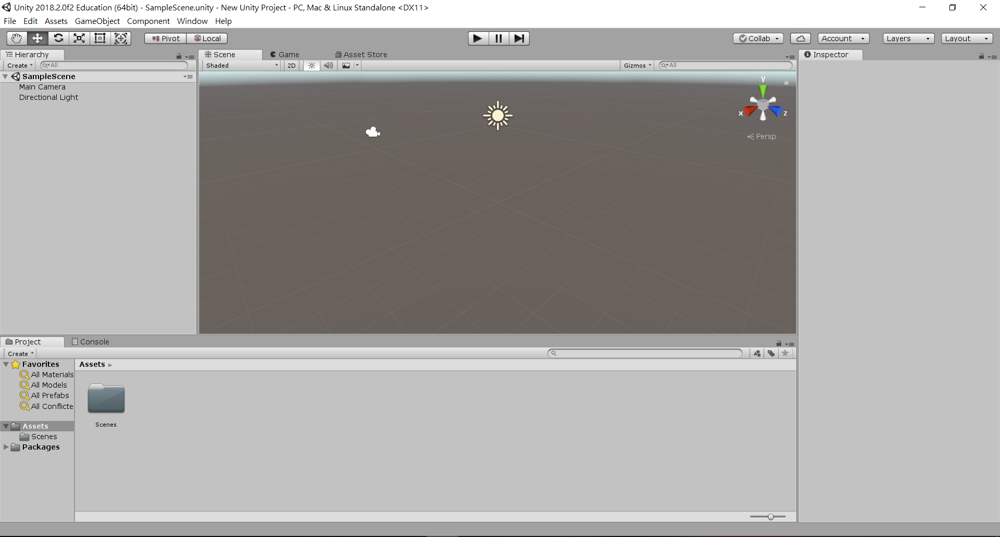 Unity 2018.2.0f2 Education (64bit) - SampleScene.unity - New Unity Project - PC, Mac & Linux Standalone <DX11>
File Edit Assets GameObject Component Window Help
Pivot Local Collab Account Layers Layout
Hierarchy
Create All
SampleScene
Main Camera
Directional Light
Scene Game Asset Store
Shaded 2D Gizmos All
y
x z
Persp
Inspector
Project Console
Create
Favorites
All Materials
All Models
All Prefabs
All Conflicte
Assets
Scenes
Packages
Assets
Scenes